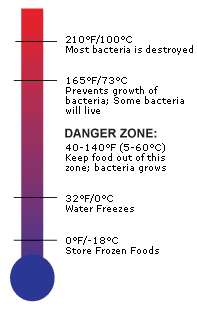 210°F/100°C
Most bacteria is destroyed
165°F/73°C
Prevents growth of
bacteria; Some bacteria
will live
DANGER ZONE:
40-140°F (5-60°C)
Keep food out of this
zone; bacteria grows
32°F/0°C
Water Freezes
0°F/-18°C
Store Frozen Foods